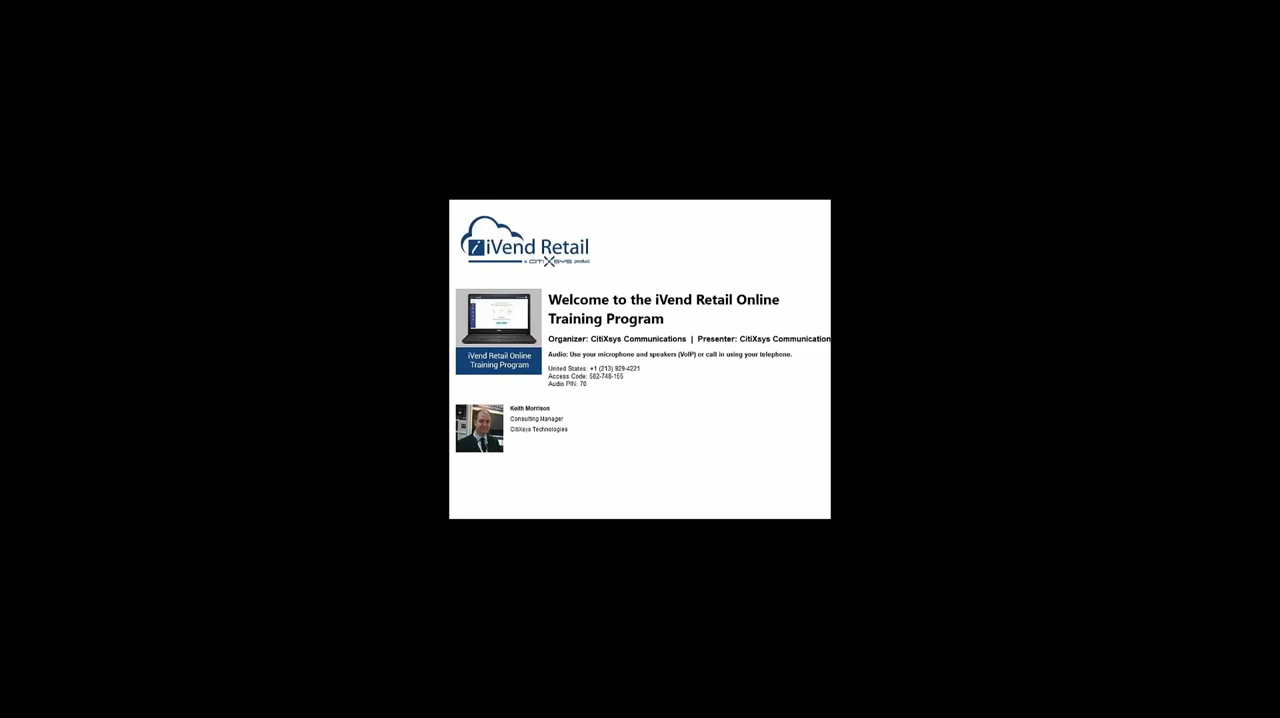 iVend Retail
a CITIXSYS product
Welcome to the iVend Retail Online
Training Program
Organizer: CitiXsys Communications | Presenter: CitiXsys Communication
Audio: Use your microphone and speakers (VoIP) or call in using your telephone.
United States: +1 (213) 929-4221
Access Code: 582-748-155
Audio PIN: 70
iVend Retail Online
Training Program
Keith Morrison
Consulting Manager
CitiXsys Technologies